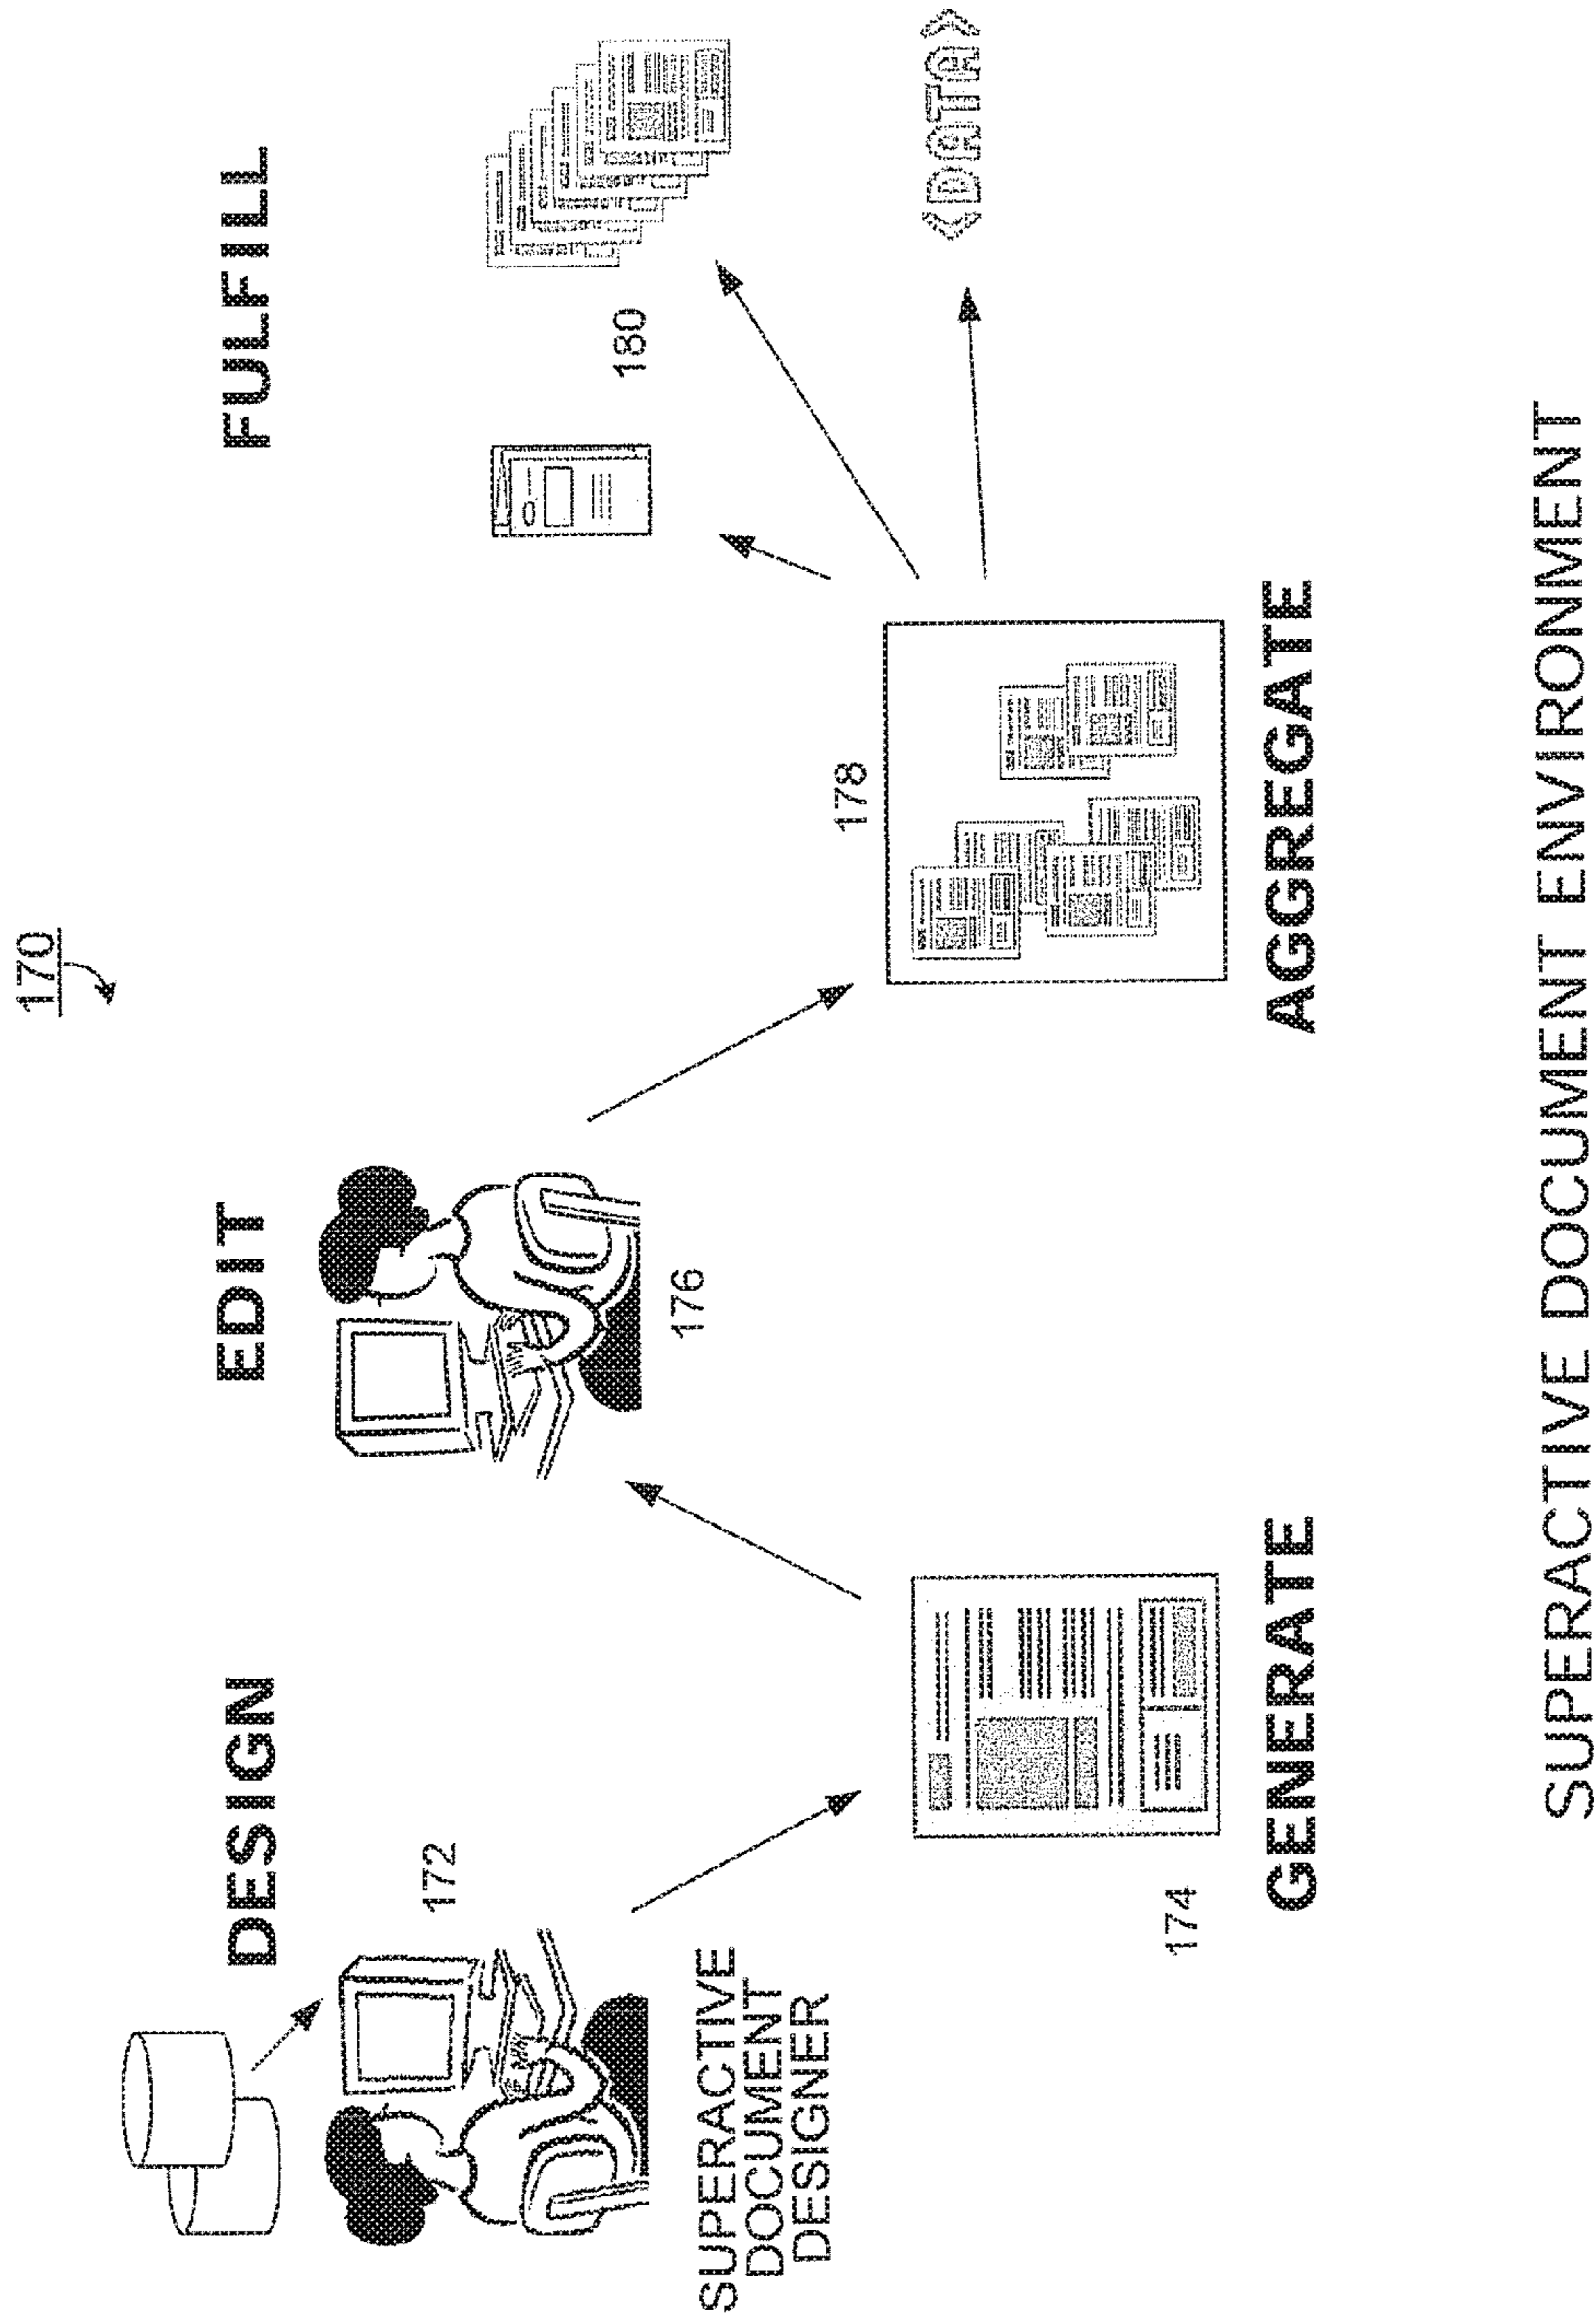 170
DESIGN
EDIT
FULFILL
172
SUPERACTIVE
DOCUMENT
DESIGNER
176
180
178
<DATA>
174
GENERATE
AGGREGATE
SUPERACTIVE DOCUMENT ENVIRONMENT